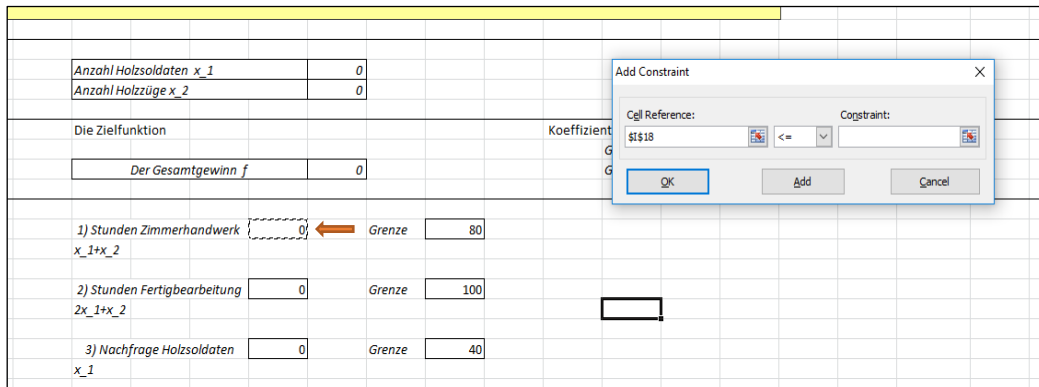 Anzahl Holzsoldaten x_1 0
Anzahl Holzzüge x_2 0
Add Constraint
Cell Reference: Constraint:
$I$18 <=
OK Add Cancel
Die Zielfunktion Koeffizient
G
Der Gesamtgewinn f 0 G
1) Stunden Zimmerhandwerk 0 Grenze 80
x_1+x_2
2) Stunden Fertigbearbeitung 0 Grenze 100
2x_1+x_2
3) Nachfrage Holzsoldaten 0 Grenze 40
x_1